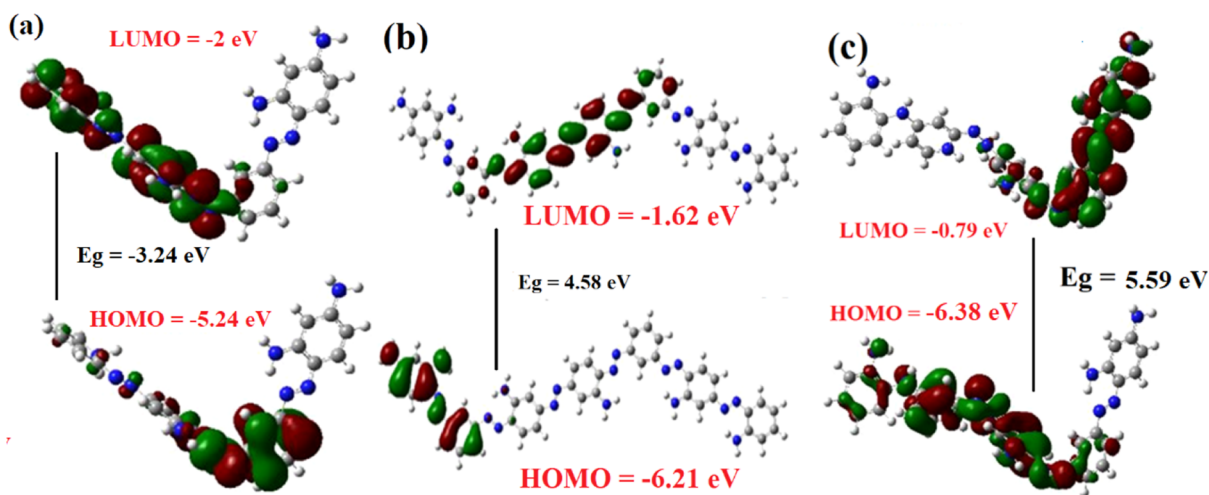 (a)
LUMO = -2 eV
Eg = -3.24 eV
HOMO = -5.24 eV
(b)
LUMO = -1.62 eV
Eg = 4.58 eV
HOMO = -6.21 eV
(c)
LUMO = -0.79 eV
Eg = 5.59 eV
HOMO = -6.38 eV